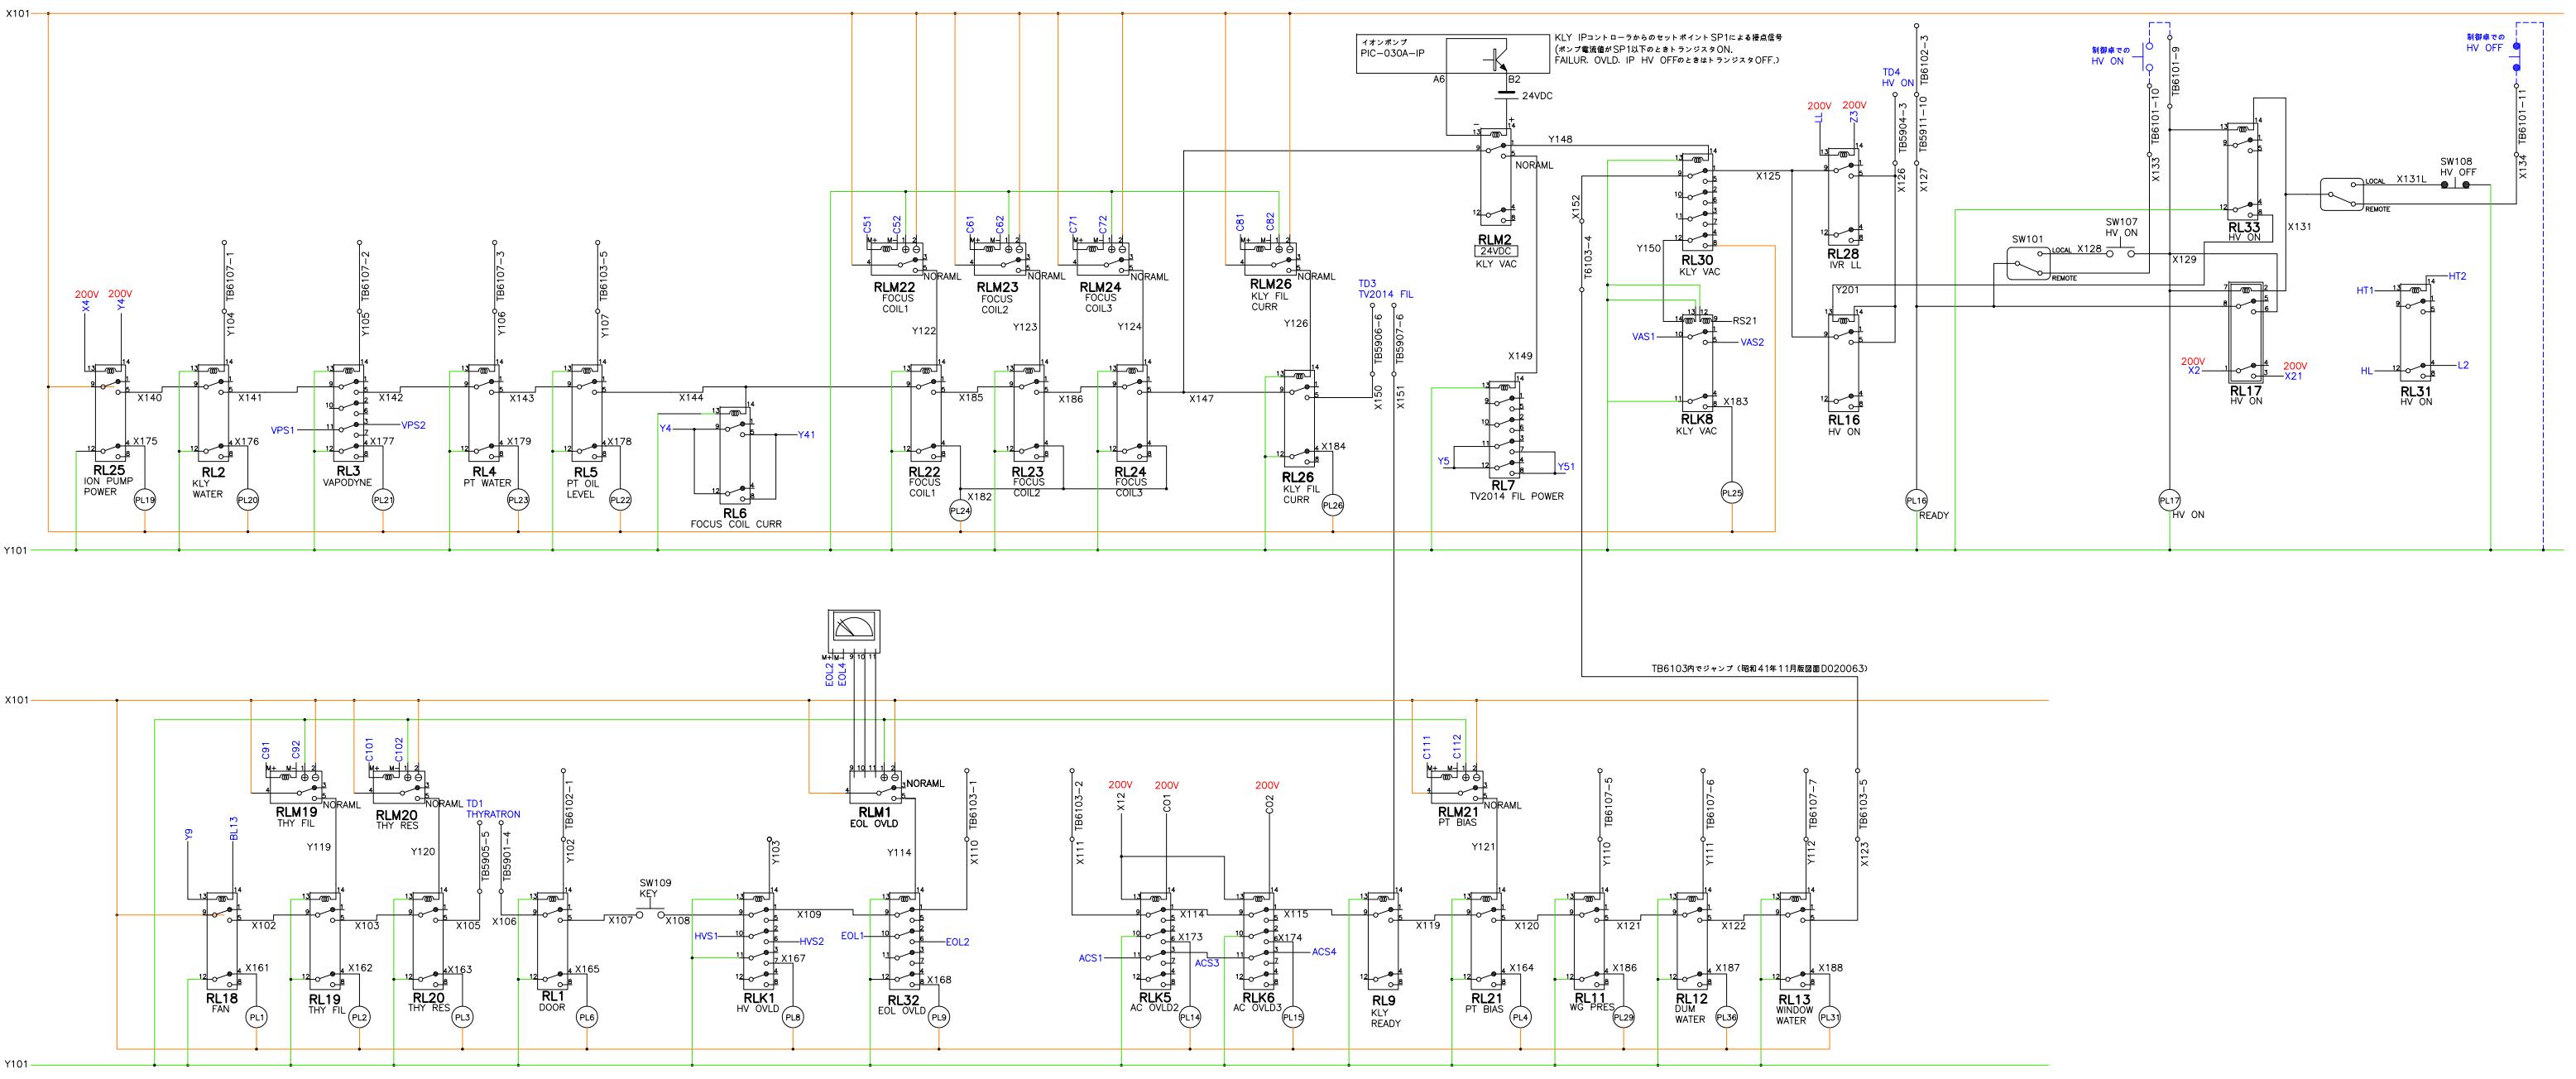 X101
イオンポンプ
PIC-030A-IP
A6
B2
24VDC
KLY IPコントローラからのセットポイントSP1による接点信号
(ポンプ電流値がSP1以下のときトランジスタON.
FAILUR. OVLD. IP HV OFFのときはトランジスタOFF.)
TD4
HV ON
TB5904-3
X126
TB6102-3
TB5911-10
X127
制御卓での
HV ON
TB6101-10
X133
TB6101-9
制御卓での
HV OFF
TB6101-11
X134
200V
200V
LL
Z3
RLM2
24VDC
KLY VAC
NORAML
Y148
X152
T6103-4
Y150
RL30
KLY VAC
X125
RL28
IVR LL
RL33
HV ON
X131
SW108
HV OFF
X131L
LOCAL
REMOTE
SW101
LOCAL
REMOTE
X128
SW107
HV ON
X129
Y201
RL16
HV ON
RL17
HV ON
200V
X2
200V
X21
RL31
HV ON
HT1
HT2
HL
L2
RS21
VAS1
VAS2
RLK8
KLY VAC
X183
PL25
PL16
READY
PL17
HV ON
200V
200V
X4
Y4
RL25
ION PUMP
POWER
X140
X175
PL19
TB6107-1
Y104
RL2
KLY
WATER
X141
X176
PL20
TB6107-2
Y105
RL3
VAPODYNE
VPS1
VPS2
X142
X177
PL21
TB6107-3
Y106
RL4
PT WATER
X143
X179
PL23
TB6103-5
Y107
RL5
PT OIL
LEVEL
X144
X178
PL22
Y4
Y41
RL6
FOCUS COIL CURR
C51
C52
M+
M-
NORAML
RLM22
FOCUS
COIL1
Y122
C61
C62
M+
M-
NORAML
RLM23
FOCUS
COIL2
Y123
C71
C72
M+
M-
NORAML
RLM24
FOCUS
COIL3
Y124
C81
C82
M+
M-
NORAML
RLM26
KLY FIL
CURR
Y126
RL22
FOCUS
COIL1
X185
X182
PL24
RL23
FOCUS
COIL2
X186
RL24
FOCUS
COIL3
X147
RL26
KLY FIL
CURR
X184
PL26
TD3
TV2014 FIL
TB5906-6
X150
TB5907-6
X151
X149
Y5
Y51
RL7
TV2014 FIL POWER
Y101
TB6103内でジャンプ (昭和41年11月版図面D020063)
X101
M+
M-
9
10
11
EOL2
EOL4
C91
C92
M+
M-
NORAML
RLM19
THY FIL
Y119
C101
C102
M+
M-
NORAML
RLM20
THY RES
Y120
TD1
THYRATRON
TB5905-5
TB5901-4
X106
TB6102-1
Y102
Y9
BL13
RL18
FAN
X102
X161
PL1
RL19
THY FIL
X103
X162
PL2
RL20
THY RES
X105
X163
PL3
RL1
DOOR
X165
PL6
X107
SW109
KEY
X108
Y103
HVS1
HVS2
RLK1
HV OVLD
X109
X167
PL8
NORAML
RLM1
EOL OVLD
Y114
EOL1
EOL2
RL32
EOL OVLD
X168
PL9
TB6103-1
X110
TB6103-2
X111
200V
X12
200V
CO1
200V
CO2
ACS1
ACS3
ACS4
RLK5
AC OVLD2
X114
X173
PL14
RLK6
AC OVLD3
X115
X174
PL15
RL9
KLY
READY
X119
C111
C112
M+
M-
NORAML
RLM21
PT BIAS
Y121
RL21
PT BIAS
X120
X164
PL4
TB6107-5
Y110
RL11
WG PRES
X121
X186
PL29
TB6107-6
Y111
RL12
DUM
WATER
X122
X187
PL36
TB6107-7
Y112
RL13
WINDOW
WATER
X188
PL31
TB6103-5
X123
Y101